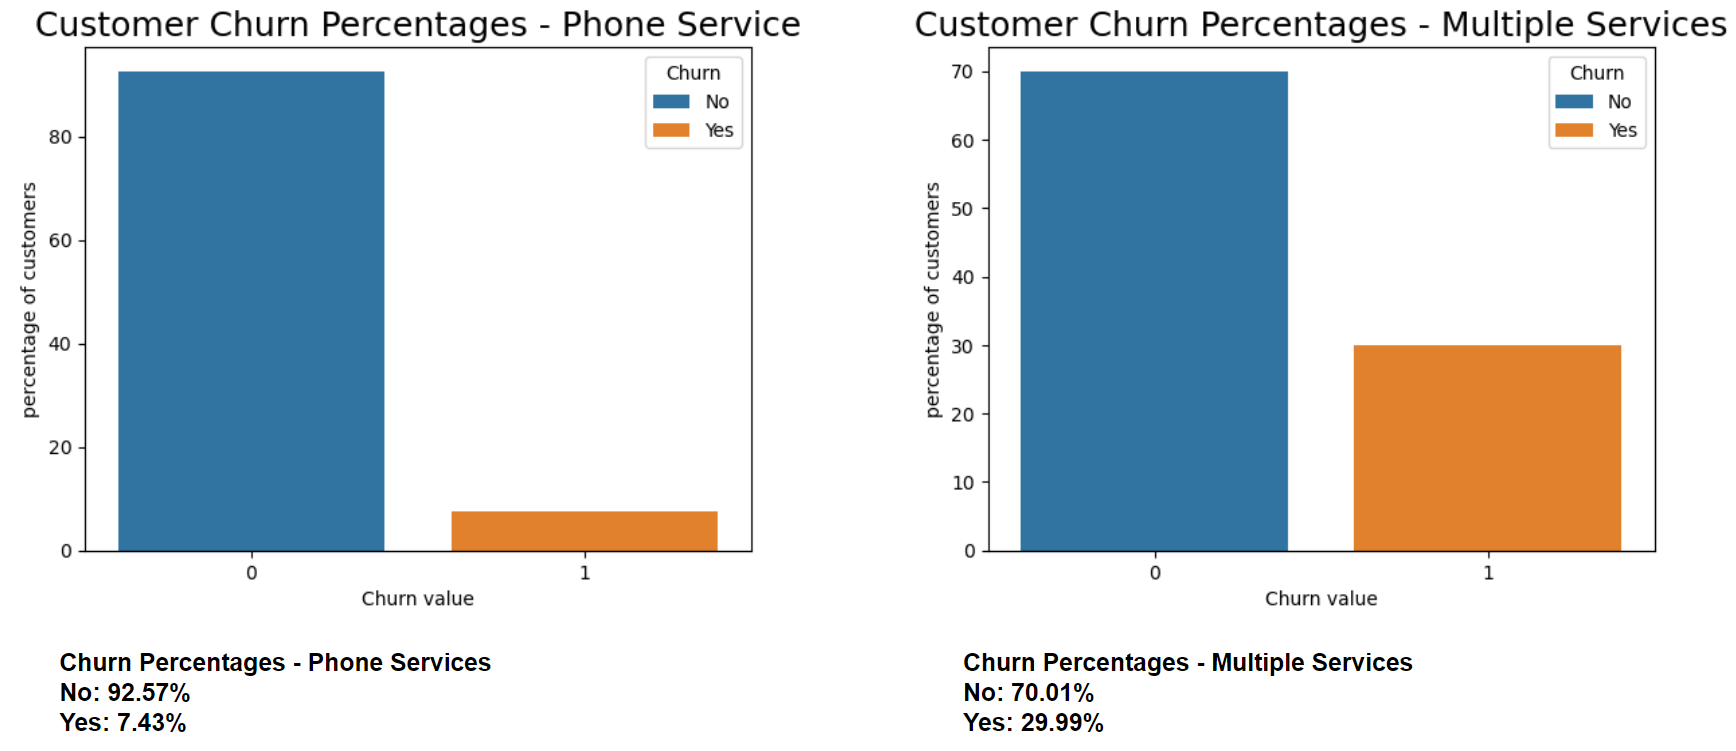 Customer Churn Percentages - Phone Service
Churn
No
Yes
80
60
40
20
0
percentage of customers
0
1
Churn value
Churn Percentages - Phone Services
No: 92.57%
Yes: 7.43%
Customer Churn Percentages - Multiple Services
Churn
No
Yes
70
60
50
40
30
20
10
0
percentage of customers
0
1
Churn value
Churn Percentages - Multiple Services
No: 70.01%
Yes: 29.99%